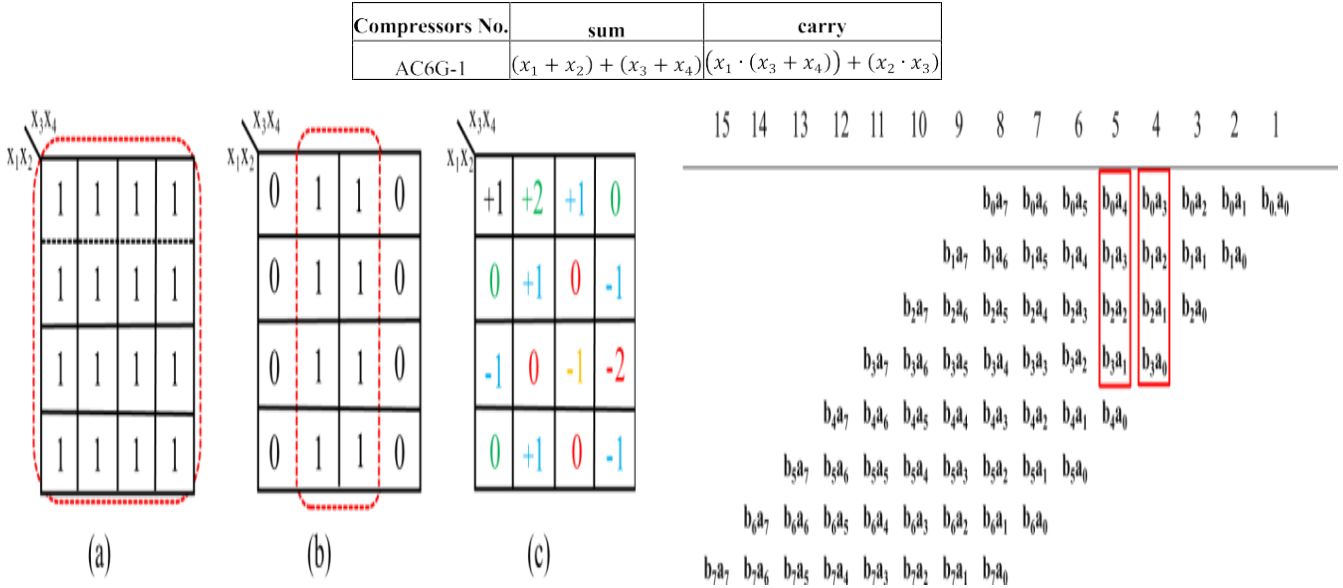 Compressors No. sum carry
AC6G-1 (x₁ + x₂) + (x₃ + x₄) (x₁ · (x₃ + x₄)) + (x₂ · x₃)
x₃x₄
x₁x₂
1 1 1 1
1 1 1 1
1 1 1 1
1 1 1 1
(a)
x₃x₄
x₁x₂
0 1 1 0
0 1 1 0
0 1 1 0
0 1 1 0
(b)
x₃x₄
x₁x₂
+1 +2 +1 0
0 +1 0 -1
-1 0 -1 -2
0 +1 0 -1
(c)
15 14 13 12 11 10 9 8 7 6 5 4 3 2 1
b₀a₇ b₀a₆ b₀a₅ b₀a₄ b₀a₃ b₀a₂ b₀a₁ b₀.a₀
b₁a₇ b₁a₆ b₁a₅ b₁a₄ b₁a₃ b₁a₂ b₁a₁ b₁a₀
b₂a₇ b₂a₆ b₂a₅ b₂a₄ b₂a₃ b₂a₂ b₂a₁ b₂a₀
b₃a₇ b₃a₆ b₃a₅ b₃a₄ b₃a₃ b₃a₂ b₃a₁ b₃a₀
b₄a₇ b₄a₆ b₄a₅ b₄a₄ b₄a₃ b₄a₂ b₄a₁ b₄a₀
b₅a₇ b₅a₆ b₅a₅ b₅a₄ b₅a₃ b₅a₂ b₅a₁ b₅a₀
b₆a₇ b₆a₆ b₆a₅ b₆a₄ b₆a₃ b₆a₂ b₆a₁ b₆a₀
b₇a₇ b₇a₆ b₇a₅ b₇a₄ b₇a₃ b₇a₂ b₇a₁ b₇a₀